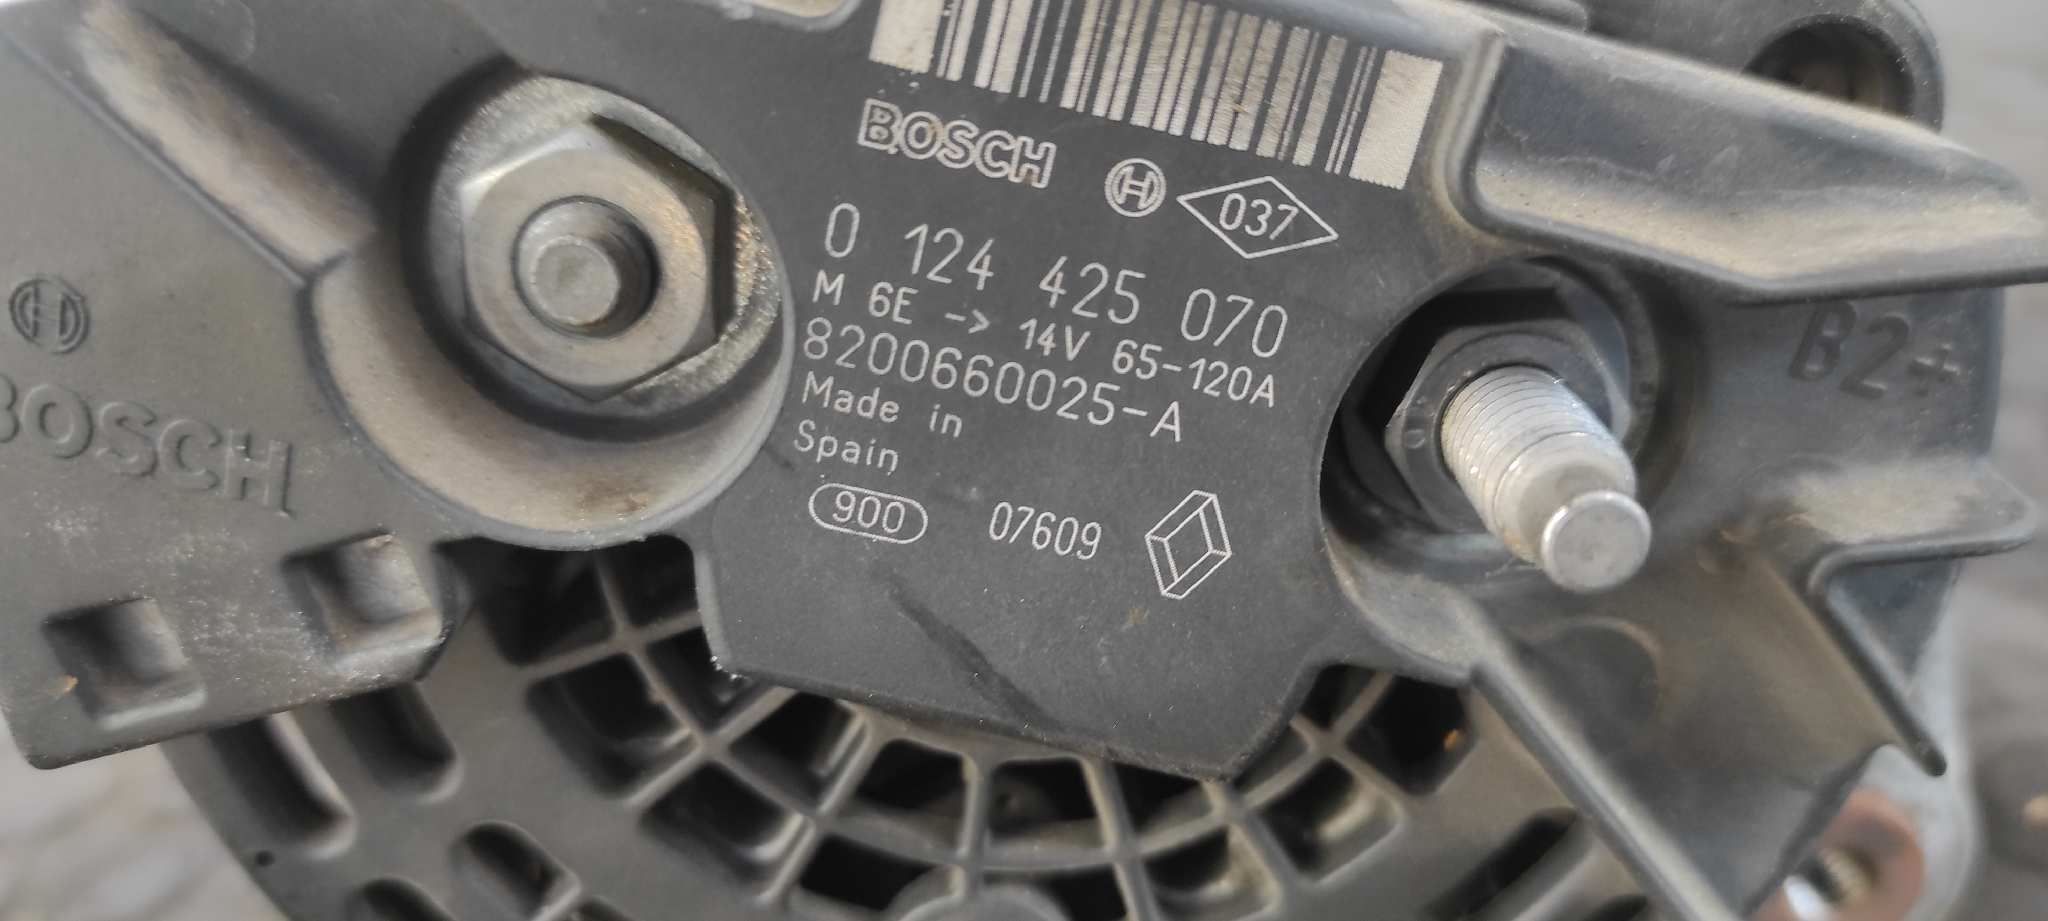 BOSCH 037
0 124 425 070
M 6E -> 14V 65-120A
8200660025-A
Made in
Spain
900 07609
BOSCH
B2+